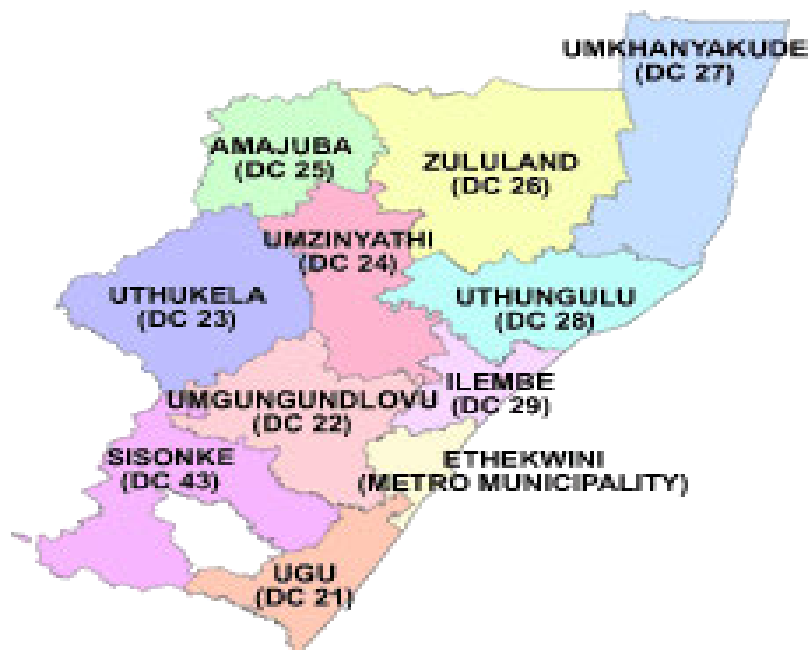 UMKHANYAKUDE
(DC 27)
AMAJUBA
(DC 25)
ZULULAND
(DC 26)
UMZINYATHI
(DC 24)
UTHUKELA
(DC 23)
UTHUNGULU
(DC 28)
ILEMBE
(DC 29)
UMGUNGUNDLOVU
(DC 22)
SISONKE
(DC 43)
ETHEKWINI
(METRO MUNICIPALITY)
UGU
(DC 21)